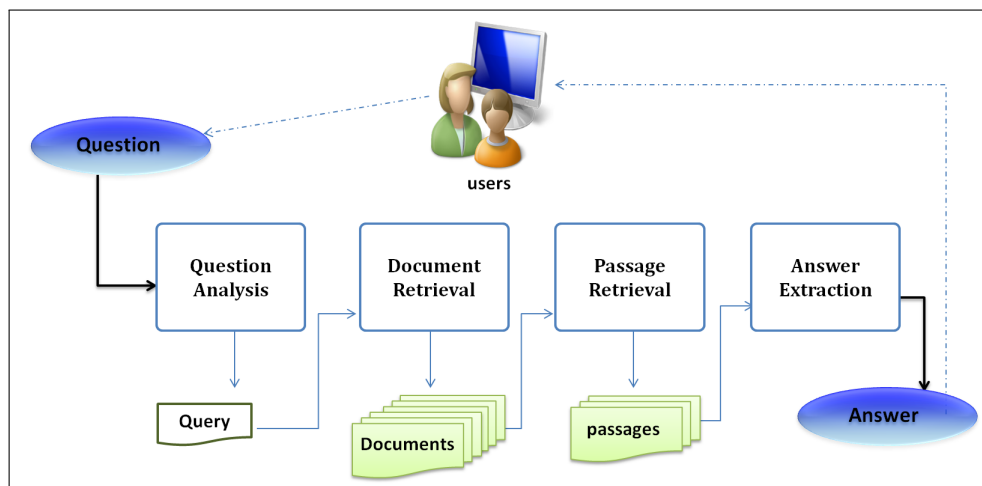 Question
users
Question
Analysis
Document
Retrieval
Passage
Retrieval
Answer
Extraction
Query
Documents
passages
Answer